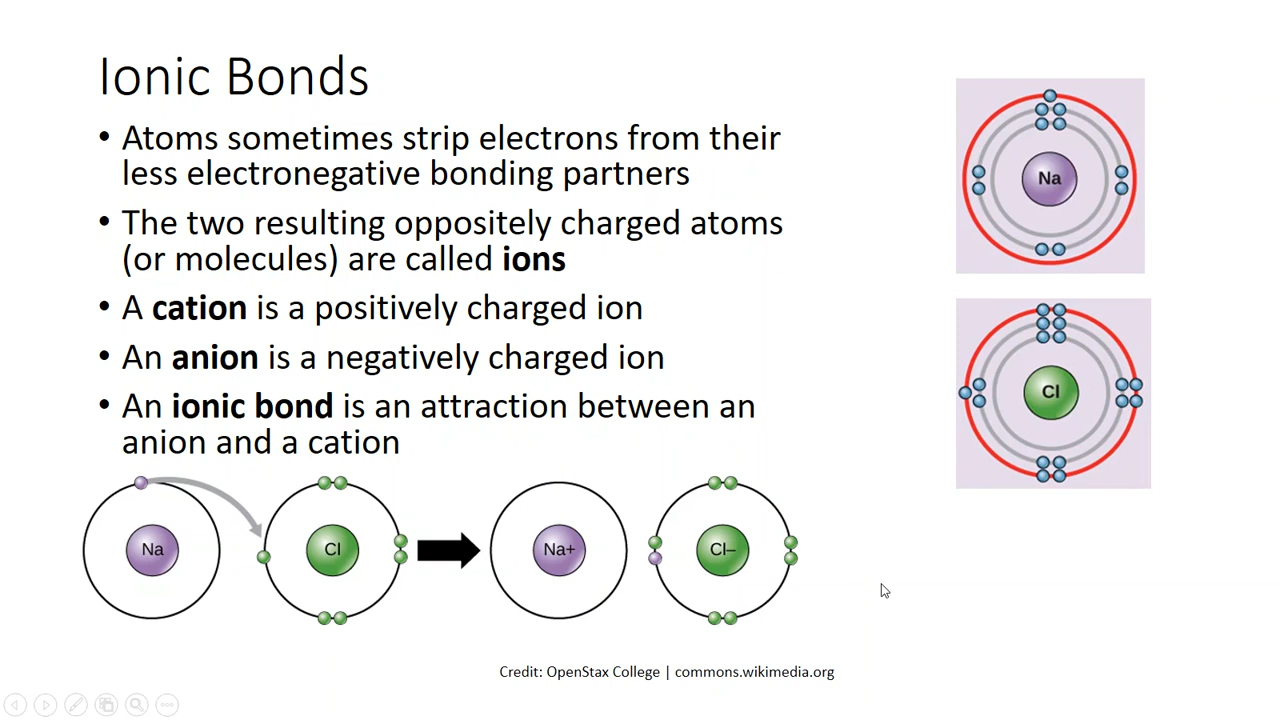 Ionic Bonds
• Atoms sometimes strip electrons from their
less electronegative bonding partners
• The two resulting oppositely charged atoms
(or molecules) are called ions
• A cation is a positively charged ion
• An anion is a negatively charged ion
• An ionic bond is an attraction between an
anion and a cation
Na
Cl
Na
Cl
Na+
Cl–
Credit: OpenStax College | commons.wikimedia.org